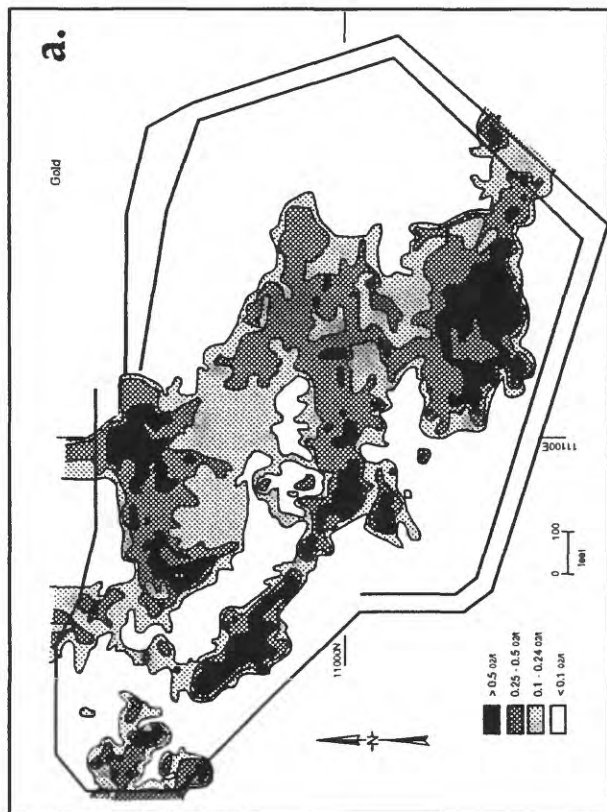 a.
Gold
11000N
11100E
0 100
feet
N
> 0.5 oz/t
0.25 - 0.5 oz/t
0.1 - 0.24 oz/t
< 0.1 oz/t